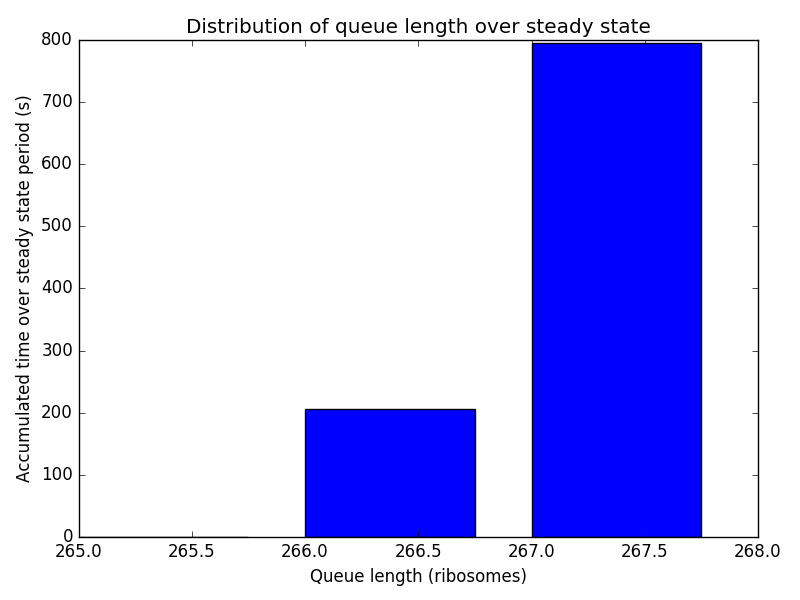 Distribution of queue length over steady state
Accumulated time over steady state period (s)
800
700
600
500
400
300
200
100
0
265.0 265.5 266.0 266.5 267.0 267.5 268.0
Queue length (ribosomes)